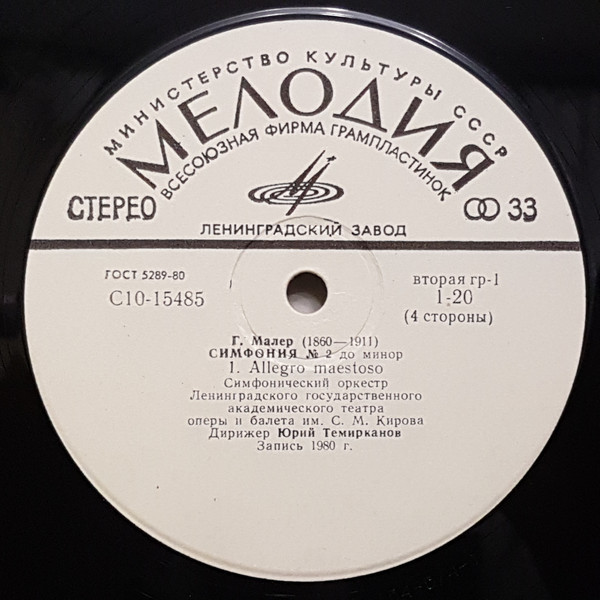 МИНИСТЕРСТВО КУЛЬТУРЫ СССР
МЕЛОДИЯ
ВСЕСОЮЗНАЯ ФИРМА ГРАМПЛАСТИНОК
СТЕРЕО
33
ЛЕНИНГРАДСКИЙ ЗАВОД
ГОСТ 5289-80
С10-15485
вторая гр-1
1-20
(4 стороны)
Г. Малер (1860—1911)
СИМФОНИЯ № 2 до минор
1. Allegro maestoso
Симфонический оркестр
Ленинградского государственного
академического театра
оперы и балета им. С. М. Кирова
Дирижер Юрий Темирканов
Запись 1980 г.